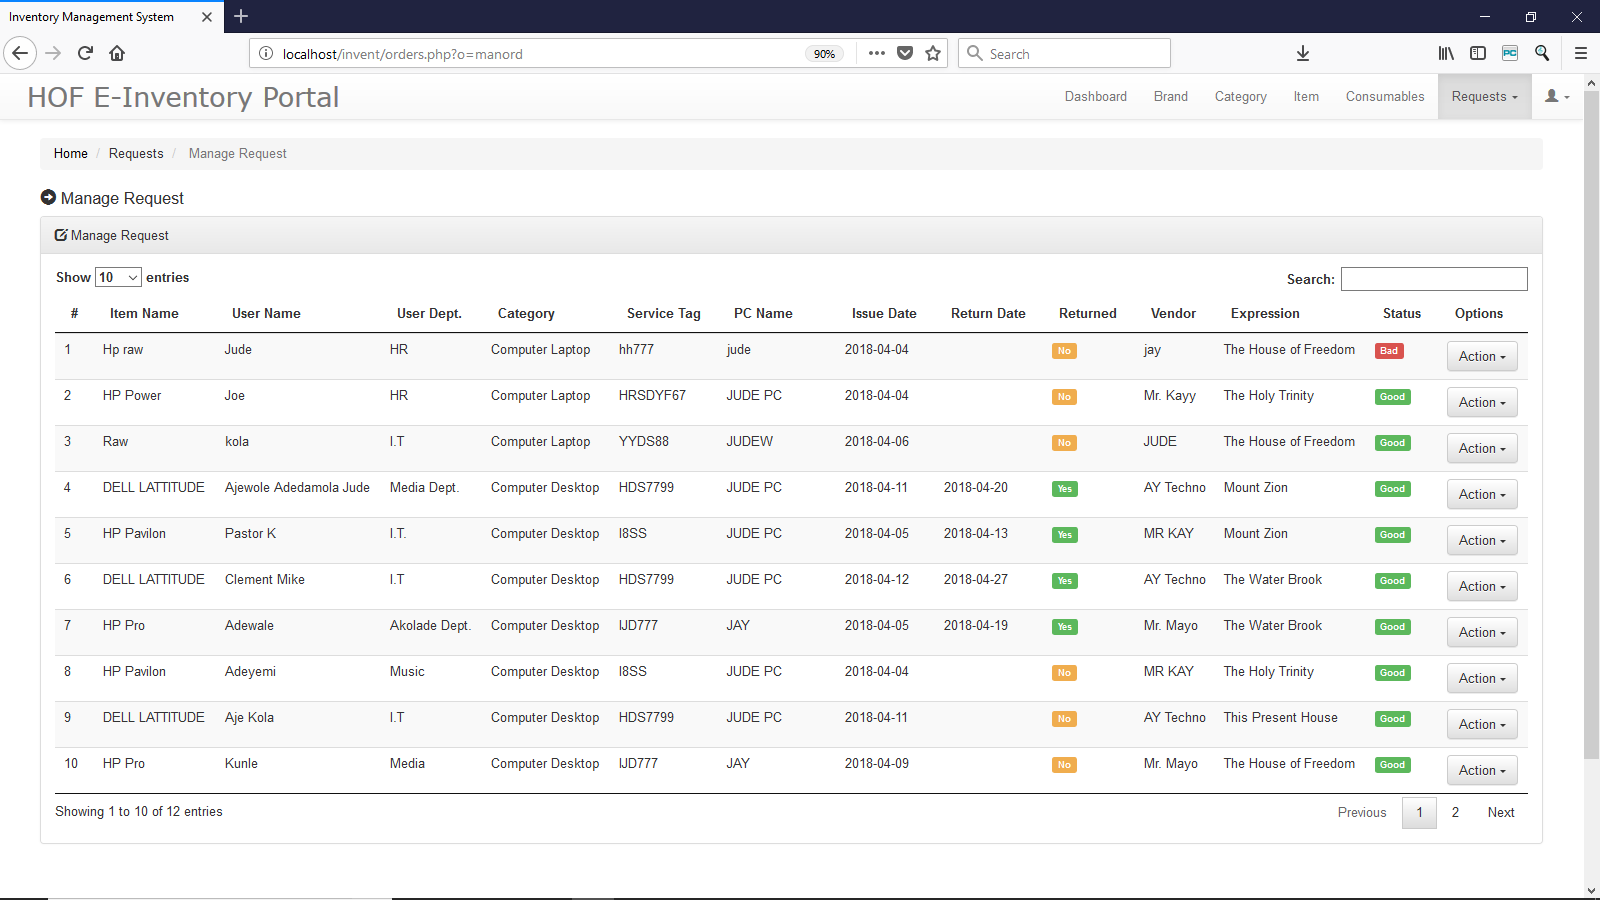 Inventory Management System
localhost/invent/orders.php?o=manord 90% Search
HOF E-Inventory Portal Dashboard Brand Category Item Consumables Requests
Home / Requests / Manage Request
Manage Request
Manage Request
Show 10 entries Search:
# Item Name User Name User Dept. Category Service Tag PC Name Issue Date Return Date Returned Vendor Expression Status Options
1 Hp raw Jude HR Computer Laptop hh777 jude 2018-04-04 No jay The House of Freedom Bad Action
2 HP Power Joe HR Computer Laptop HRSDYF67 JUDE PC 2018-04-04 No Mr. Kayy The Holy Trinity Good Action
3 Raw kola I.T Computer Laptop YYDS88 JUDEW 2018-04-06 No JUDE The House of Freedom Good Action
4 DELL LATTITUDE Ajewole Adedamola Jude Media Dept. Computer Desktop HDS7799 JUDE PC 2018-04-11 2018-04-20 Yes AY Techno Mount Zion Good Action
5 HP Pavilon Pastor K I.T. Computer Desktop I8SS JUDE PC 2018-04-05 2018-04-13 Yes MR KAY Mount Zion Good Action
6 DELL LATTITUDE Clement Mike I.T Computer Desktop HDS7799 JUDE PC 2018-04-12 2018-04-27 Yes AY Techno The Water Brook Good Action
7 HP Pro Adewale Akolade Dept. Computer Desktop IJD777 JAY 2018-04-05 2018-04-19 Yes Mr. Mayo The Water Brook Good Action
8 HP Pavilon Adeyemi Music Computer Desktop I8SS JUDE PC 2018-04-04 No MR KAY The Holy Trinity Good Action
9 DELL LATTITUDE Aje Kola I.T Computer Desktop HDS7799 JUDE PC 2018-04-11 No AY Techno This Present House Good Action
10 HP Pro Kunle Media Computer Desktop IJD777 JAY 2018-04-09 No Mr. Mayo The House of Freedom Good Action
Showing 1 to 10 of 12 entries Previous 1 2 Next